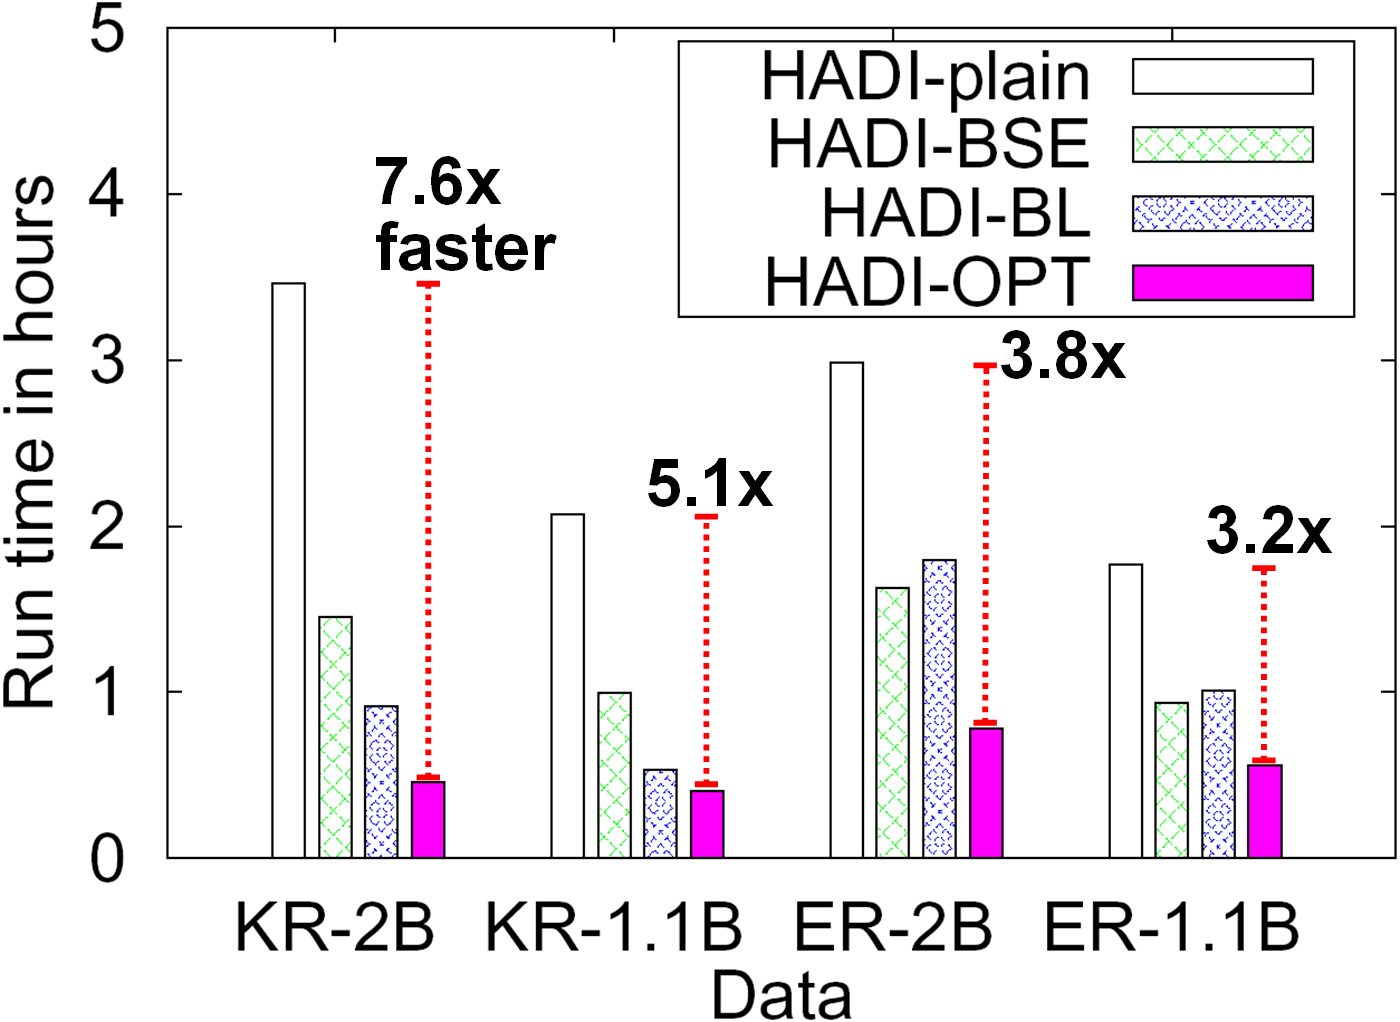 5
4
3
2
1
0
Run time in hours
HADI-plain
HADI-BSE
HADI-BL
HADI-OPT
7.6x
faster
5.1x
3.8x
3.2x
KR-2B
KR-1.1B
ER-2B
ER-1.1B
Data